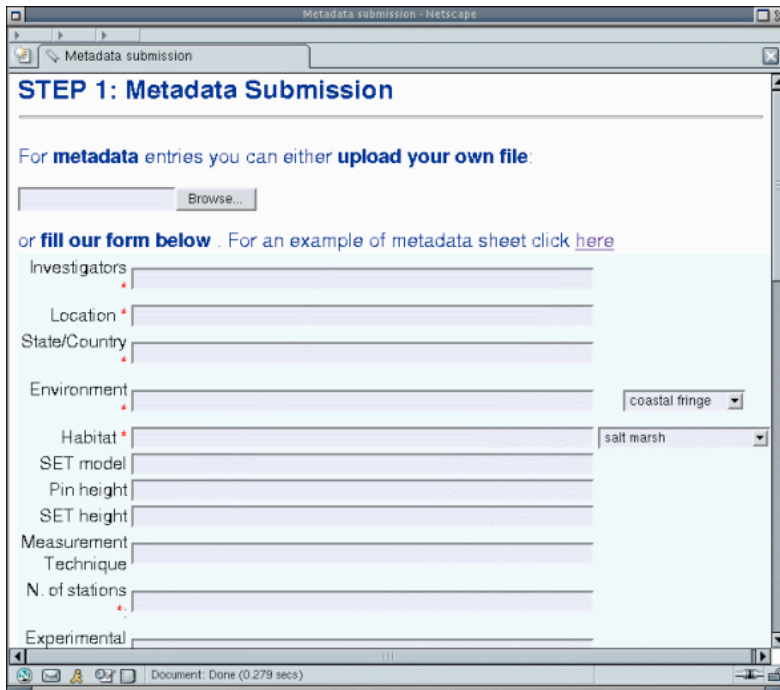 Metadata submission - Netscape
Metadata submission
STEP 1: Metadata Submission
For metadata entries you can either upload your own file:
Browse...
or fill our form below . For an example of metadata sheet click here
Investigators
*
Location *
State/Country
*
Environment
*
coastal fringe
Habitat *
salt marsh
SET model
Pin height
SET height
Measurement
Technique
N. of stations
*.
Experimental
Document: Done (0.279 secs)